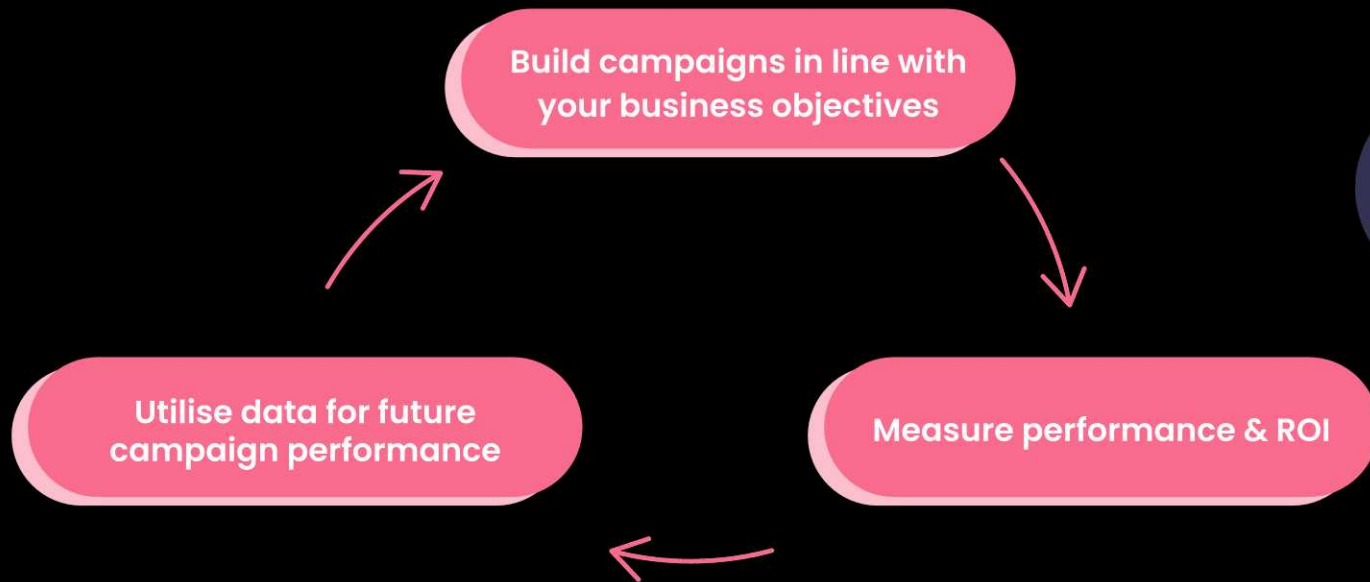 Build campaigns in line with
your business objectives
Utilise data for future
campaign performance
Measure performance & ROI